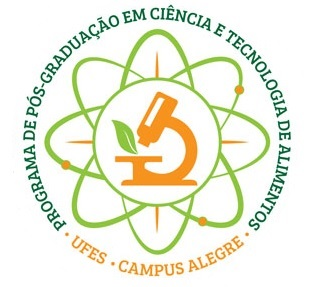 PROGRAMA DE PÓS-GRADUAÇÃO EM CIÊNCIA E TECNOLOGIA DE ALIMENTOS
• UFES • CAMPUS ALEGRE •